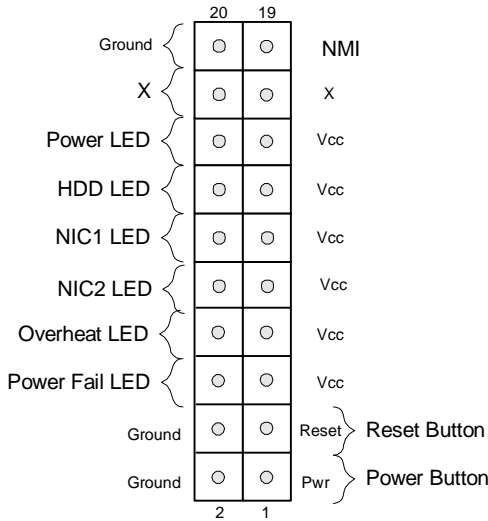 20 19
Ground NMI
X X
Power LED Vcc
HDD LED Vcc
NIC1 LED Vcc
NIC2 LED Vcc
Overheat LED Vcc
Power Fail LED Vcc
Ground Reset Reset Button
Ground Pwr Power Button
2 1